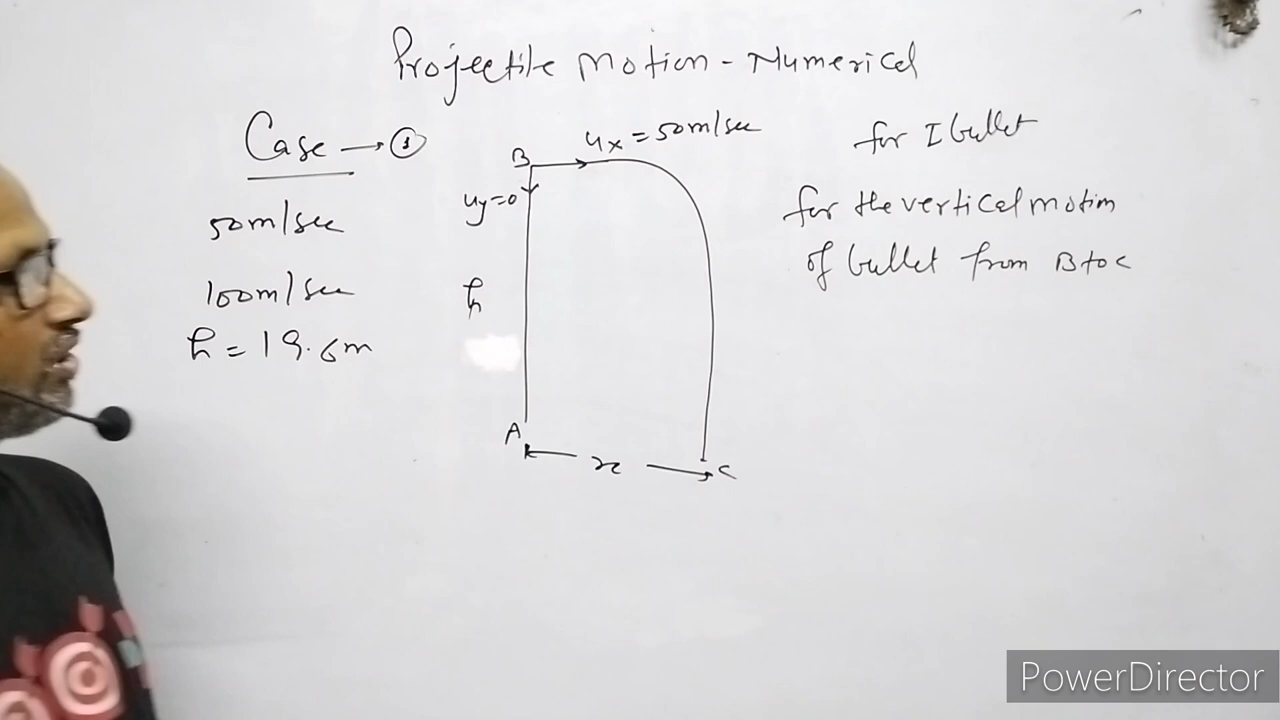 Projectile Motion - Numerical
Case → ①
50m/sec
100m/sec
h = 19.6m
B
ux = 50m/sec
uy=0
h
A
x
C
for I bullet
for the vertical motion
of bullet from B to C
PowerDirector